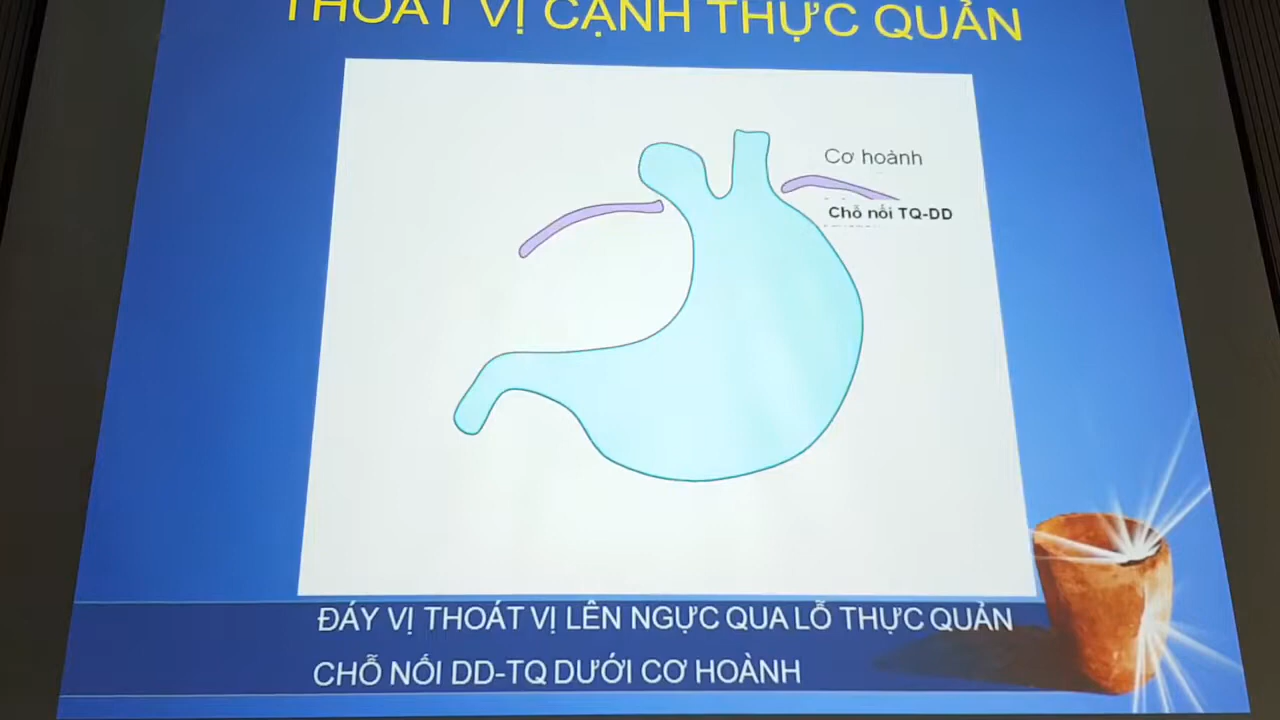 THOÁT VỊ CẠNH THỰC QUẢN
Cơ hoành
Chỗ nối TQ-DD
ĐÁY VỊ THOÁT VỊ LÊN NGỰC QUA LỖ THỰC QUẢN
CHỖ NỐI DD-TQ DƯỚI CƠ HOÀNH